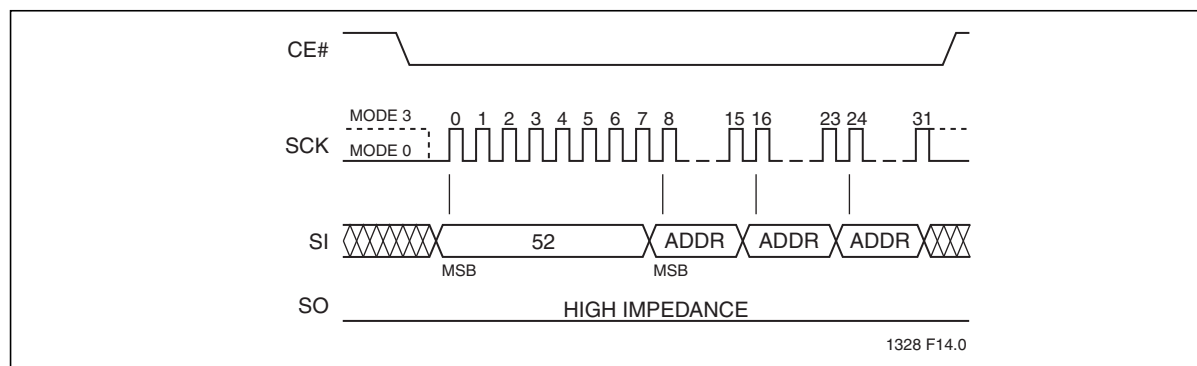 CE#
MODE 3
0 1 2 3 4 5 6 7 8 15 16 23 24 31
SCK
MODE 0
SI 52 ADDR ADDR ADDR
MSB MSB
SO HIGH IMPEDANCE
1328 F14.0